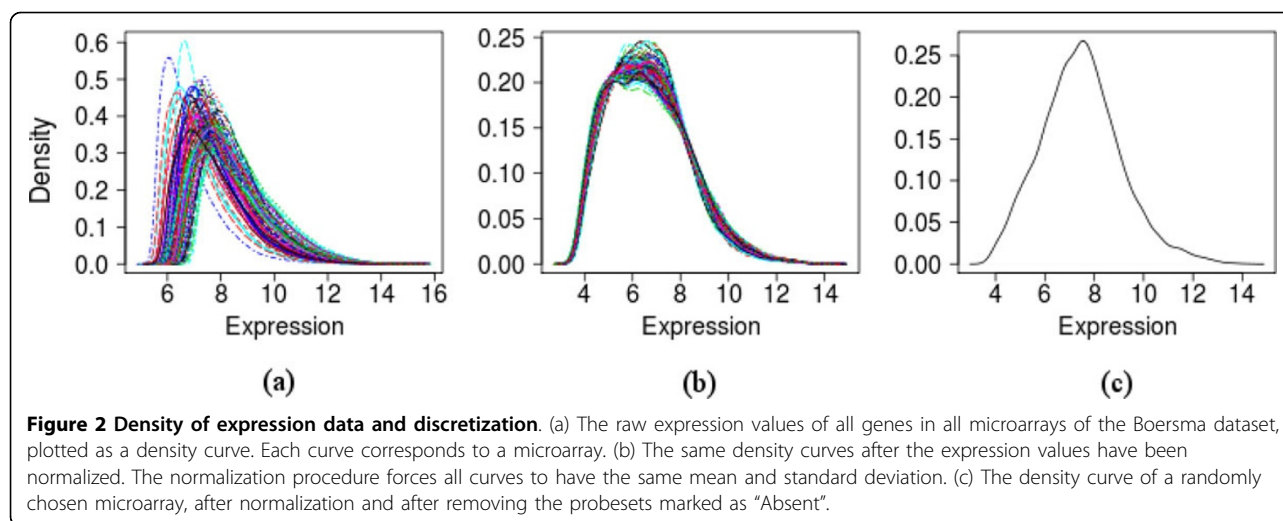 0.6
0.5
0.4
0.3
0.2
0.1
0.0
Density
6 8 10 12 14 16
Expression
(a)
0.25
0.20
0.15
0.10
0.05
0.00
4 6 8 10 12 14
Expression
(b)
0.25
0.20
0.15
0.10
0.05
0.00
4 6 8 10 12 14
Expression
(c)
Figure 2 Density of expression data and discretization. (a) The raw expression values of all genes in all microarrays of the Boersma dataset,
plotted as a density curve. Each curve corresponds to a microarray. (b) The same density curves after the expression values have been
normalized. The normalization procedure forces all curves to have the same mean and standard deviation. (c) The density curve of a randomly
chosen microarray, after normalization and after removing the probesets marked as “Absent”.